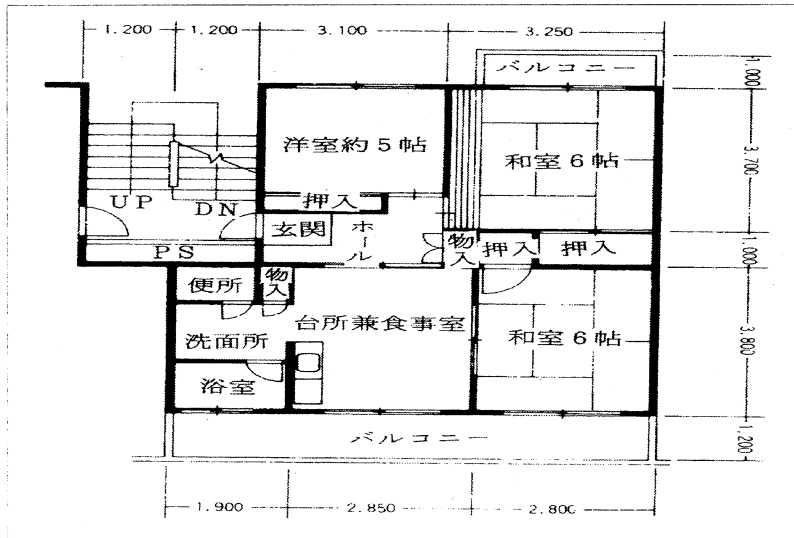 1.200
1.200
3.100
3.250
バルコニー
1,000
洋室約5帖
和室6帖
3,700
押入
UP
DN
玄関
ホール
物入
押入
押入
1,000
PS
便所
物入
台所兼食事室
和室6帖
洗面所
3,800
浴室
バルコニー
1,200
1.900
2.850
2.800